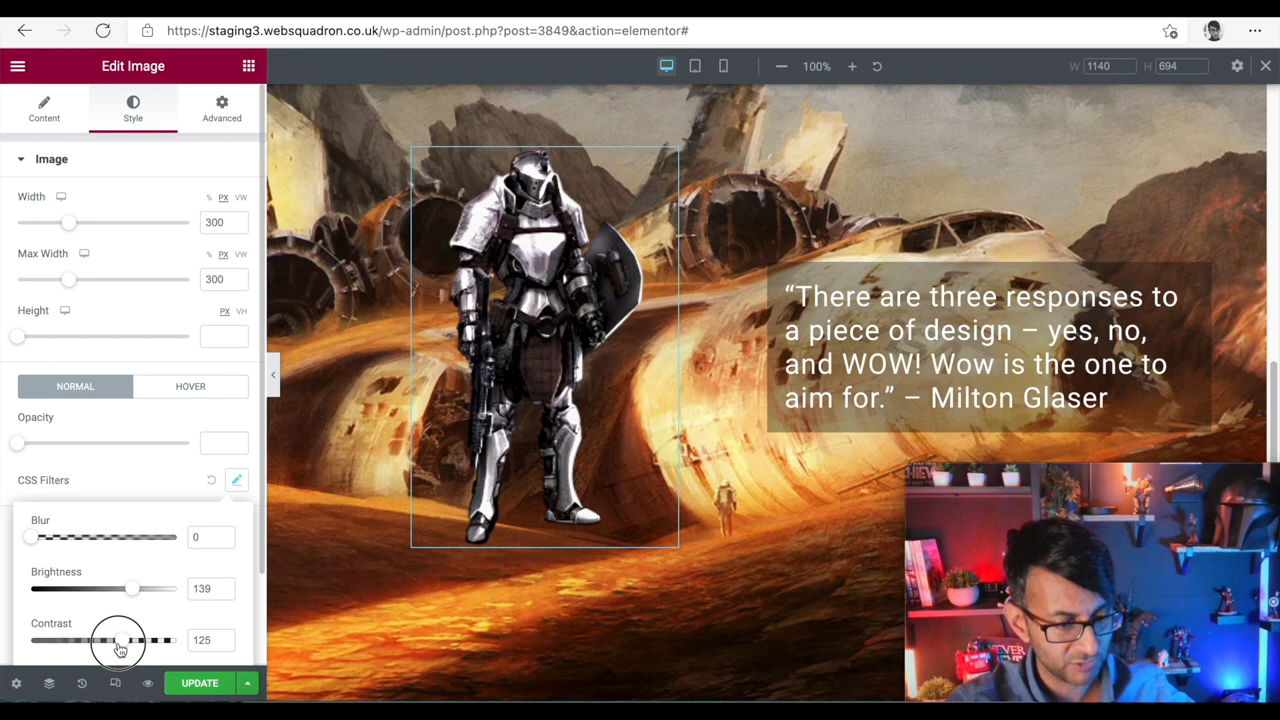 https://staging3.websquadron.co.uk/wp-admin/post.php?post=3849&action=elementor#
Edit Image
100%
W 1140 H 694
Content
Style
Advanced
Image
Width
% PX VW
300
Max Width
% PX VW
300
Height
PX VH
NORMAL
HOVER
Opacity
CSS Filters
Blur
0
Brightness
139
Contrast
125
UPDATE
“There are three responses to
a piece of design – yes, no,
and WOW! Wow is the one to
aim for.” – Milton Glaser